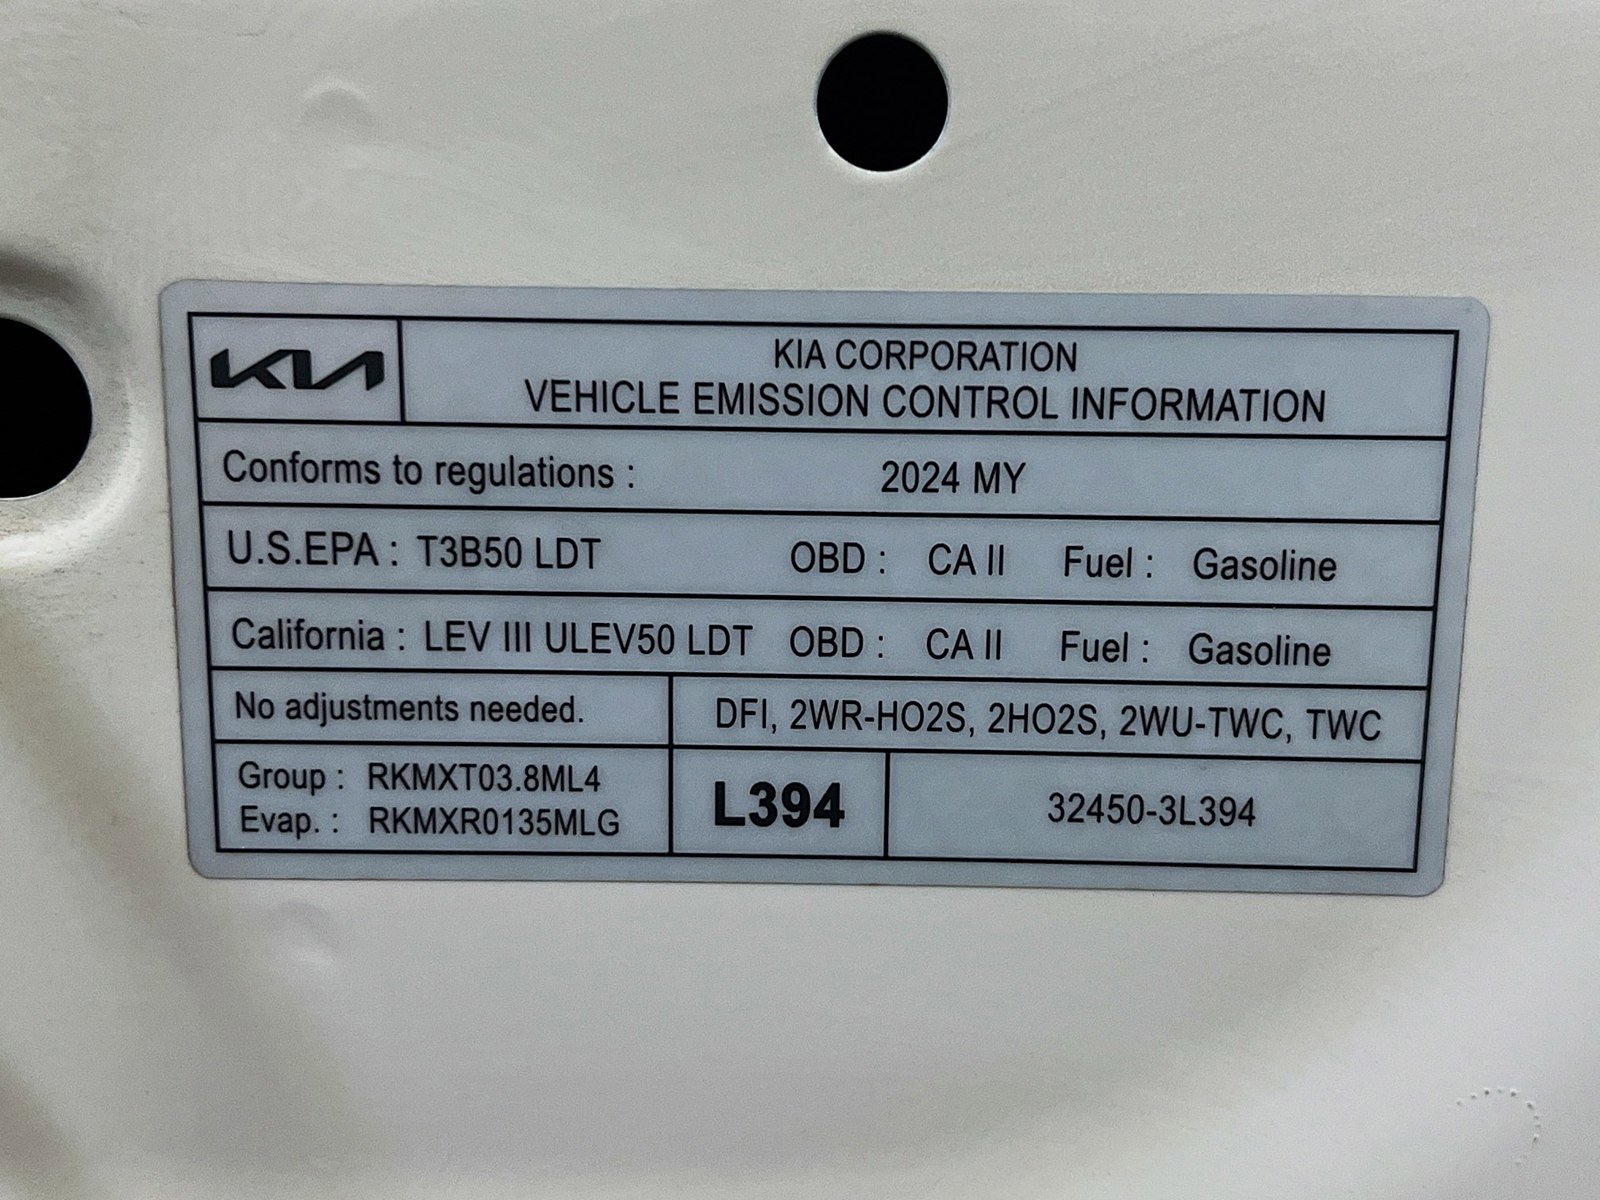 KIA
KIA CORPORATION
VEHICLE EMISSION CONTROL INFORMATION
Conforms to regulations : 2024 MY
U.S.EPA : T3B50 LDT OBD : CA II Fuel : Gasoline
California : LEV III ULEV50 LDT OBD : CA II Fuel : Gasoline
No adjustments needed. DFI, 2WR-HO2S, 2HO2S, 2WU-TWC, TWC
Group : RKMXT03.8ML4
Evap. : RKMXR0135MLG
L394
32450-3L394